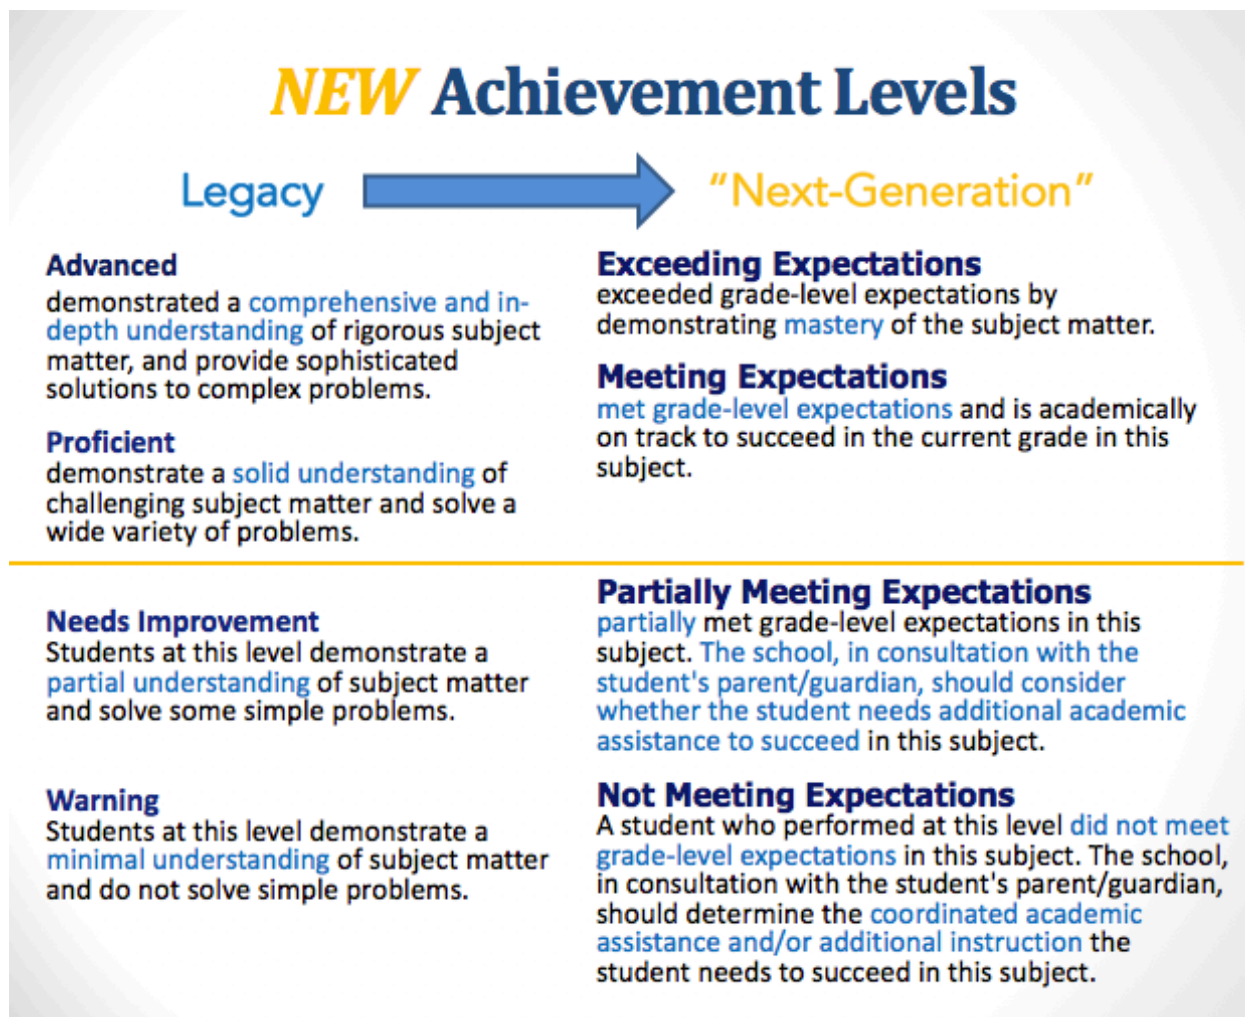 NEW Achievement Levels
Legacy
"Next-Generation"
Advanced
demonstrated a comprehensive and in-
depth understanding of rigorous subject
matter, and provide sophisticated
solutions to complex problems.
Proficient
demonstrate a solid understanding of
challenging subject matter and solve a
wide variety of problems.
Exceeding Expectations
exceeded grade-level expectations by
demonstrating mastery of the subject matter.
Meeting Expectations
met grade-level expectations and is academically
on track to succeed in the current grade in this
subject.
Needs Improvement
Students at this level demonstrate a
partial understanding of subject matter
and solve some simple problems.
Warning
Students at this level demonstrate a
minimal understanding of subject matter
and do not solve simple problems.
Partially Meeting Expectations
partially met grade-level expectations in this
subject. The school, in consultation with the
student's parent/guardian, should consider
whether the student needs additional academic
assistance to succeed in this subject.
Not Meeting Expectations
A student who performed at this level did not meet
grade-level expectations in this subject. The school,
in consultation with the student's parent/guardian,
should determine the coordinated academic
assistance and/or additional instruction the
student needs to succeed in this subject.